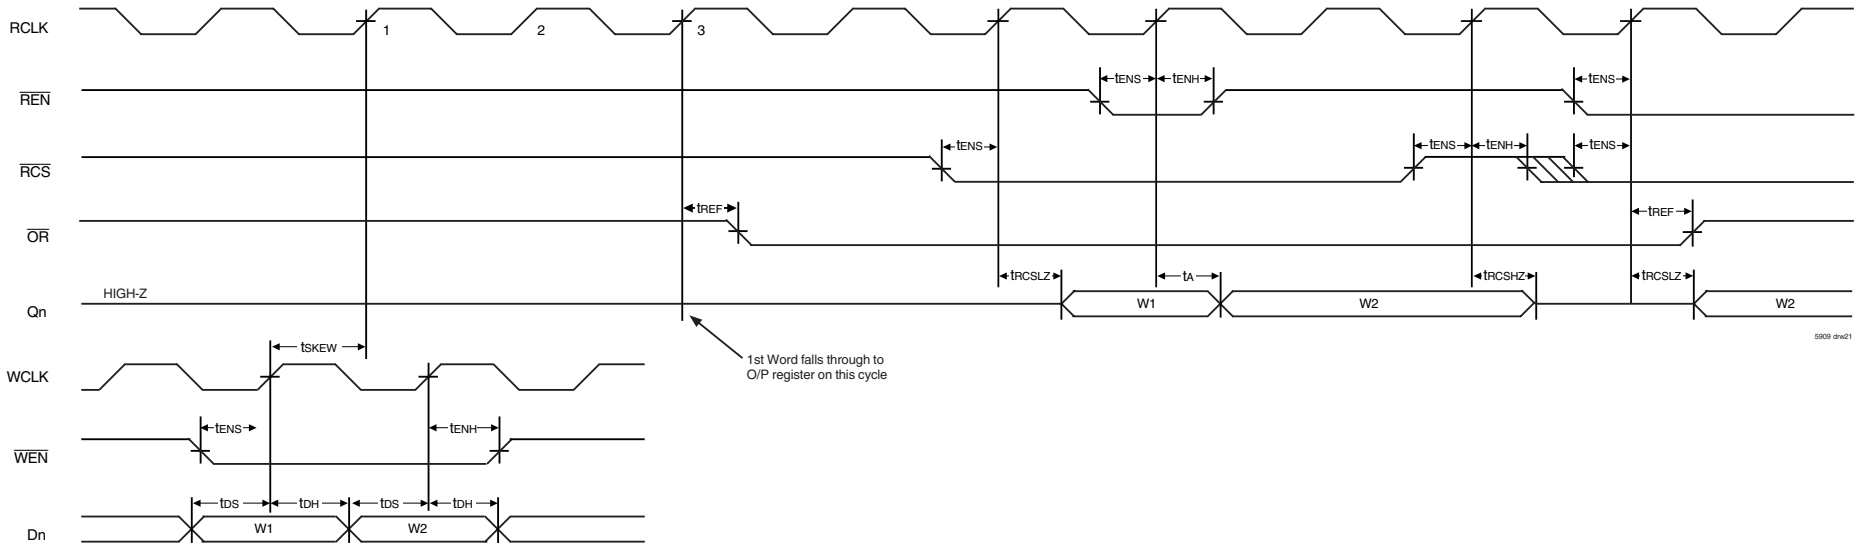 RCLK 1 2 3
REN tENS tENH tENS
RCS tENS tENS tENH tENS
OR tREF tREF
tRCSLZ tA tRCSHZ tRCSLZ
Qn HIGH-Z W1 W2 W2
5909 drw21
1st Word falls through to
O/P register on this cycle
tSKEW
WCLK
WEN tENS tENH
tDS tDH tDS tDH
Dn W1 W2